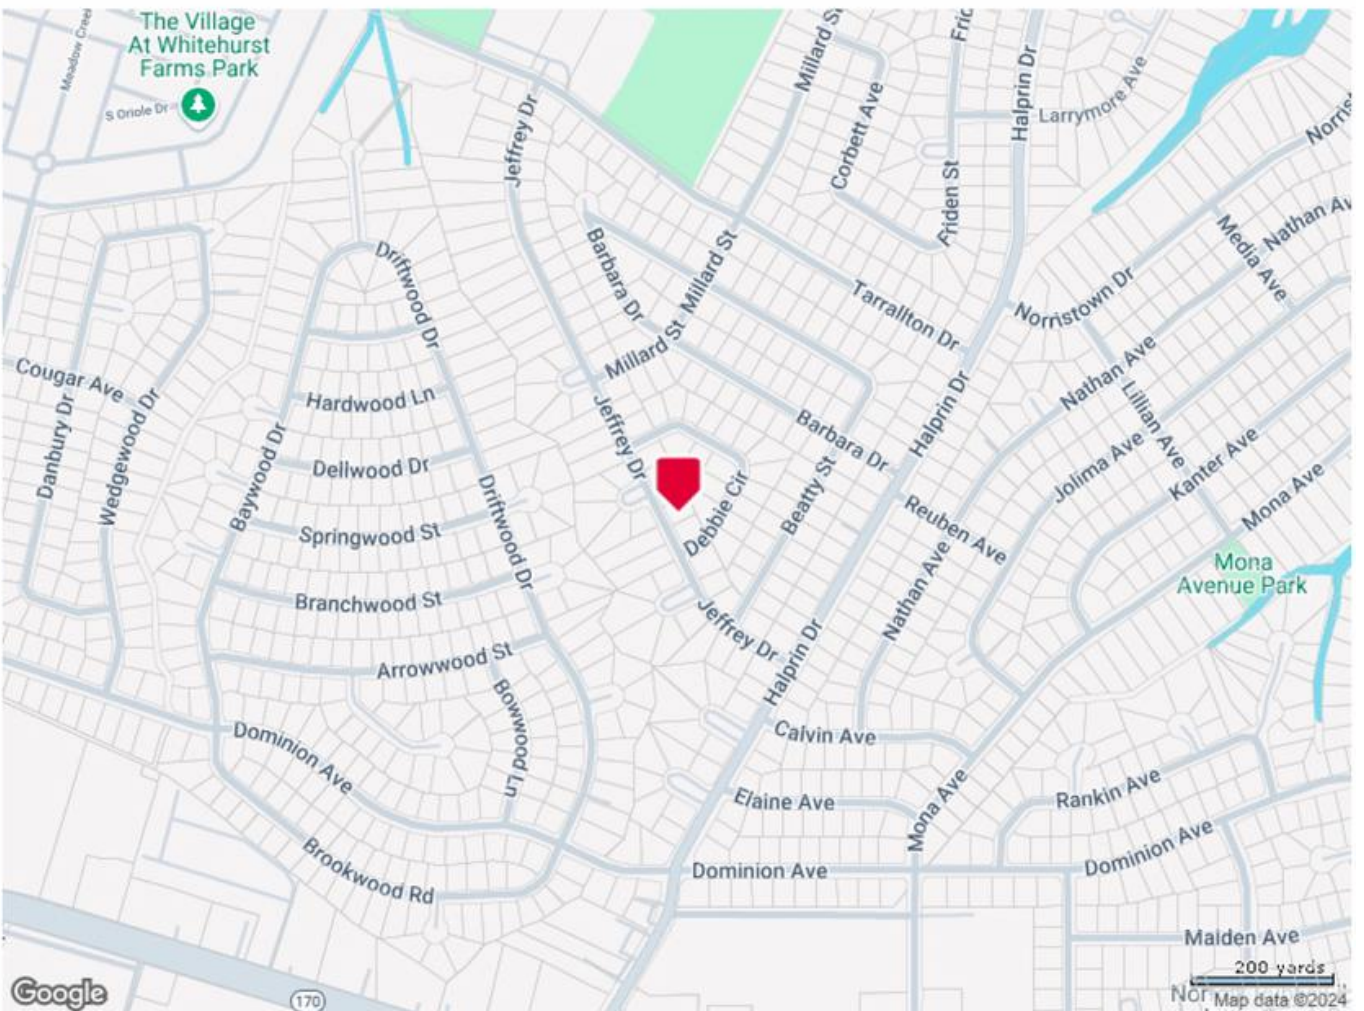 The Village
At Whitehurst
Farms Park
Meadow Creek
S Oriole Dr
Jeffrey Dr
Millard St
Corbett Ave
Friden St
Halprin Dr
Larrymore Ave
Media Ave
Nathan Av
Driftwood Dr
Barbara Dr
Millard St
Millard St
Tarrallton Dr
Norristown Dr
Cougar Ave
Danbury Dr
Wedgewood Dr
Hardwood Ln
Baywood Dr
Dellwood Dr
Jeffrey Dr
Barbara Dr
Halprin Dr
Nathan Ave
Lillian Ave
Jolima Ave
Kanter Ave
Mona Ave
Springwood St
Driftwood Dr
Debbie Cir
Beatty St
Reuben Ave
Nathan Ave
Mona
Avenue Park
Branchwood St
Jeffrey Dr
Halprin Dr
Arrowwood St
Bowwood Ln
Dominion Ave
Calvin Ave
Elaine Ave
Mona Ave
Rankin Ave
Dominion Ave
Brookwood Rd
Dominion Ave
Maiden Ave
200 yards
Google
170
Map data ©2024